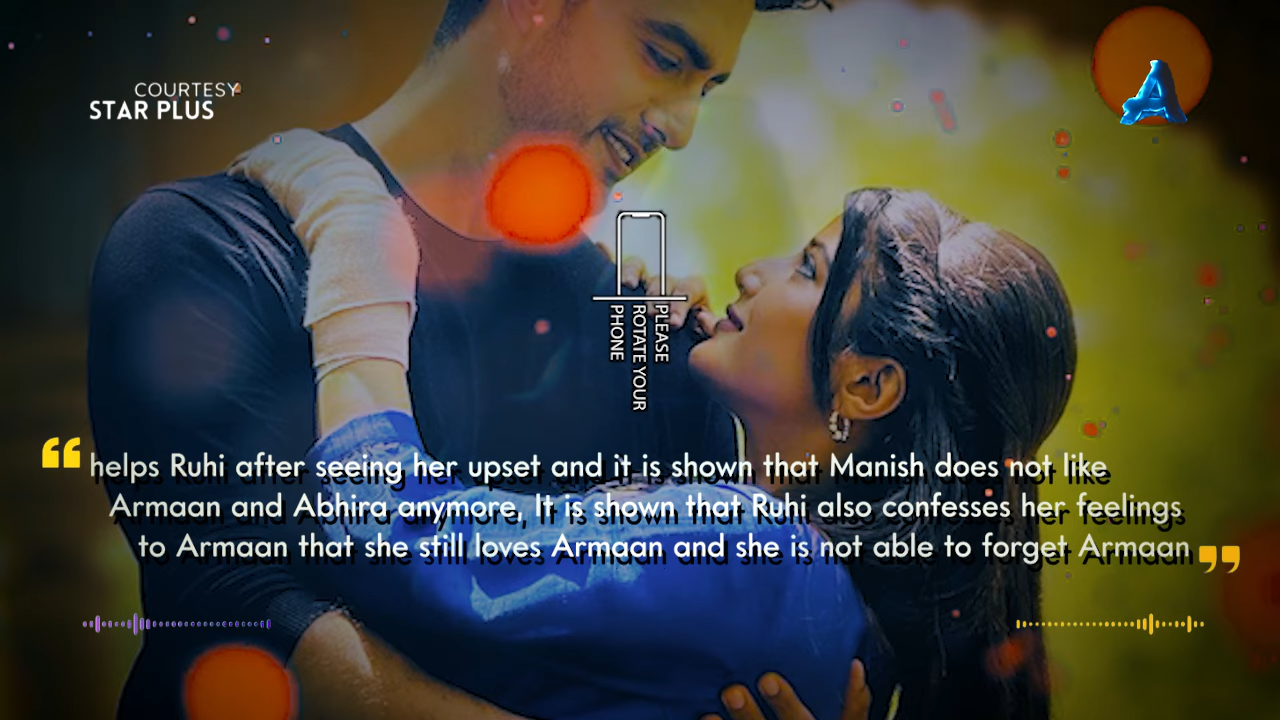 COURTESY
STAR PLUS
A
PLEASE
ROTATE YOUR
PHONE
“ helps Ruhi after seeing her upset and it is shown that Manish does not like
Armaan and Abhira anymore, It is shown that Ruhi also confesses her feelings
to Armaan that she still loves Armaan and she is not able to forget Armaan ”